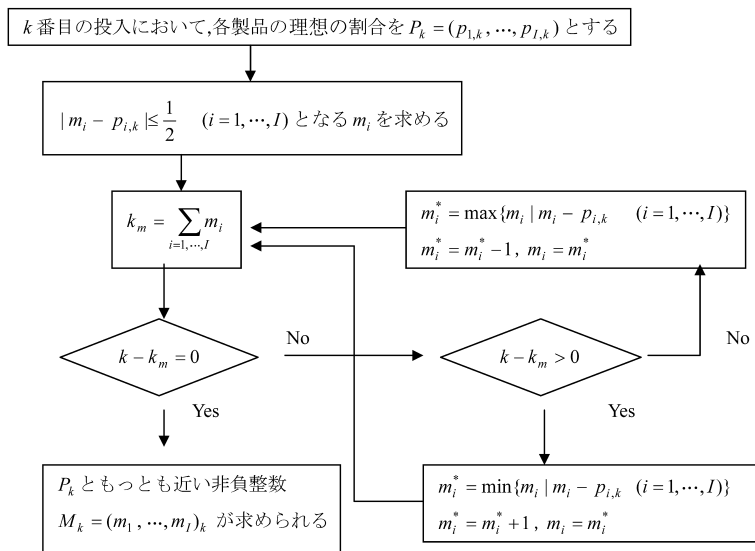 k 番目の投入において,各製品の理想の割合を P_k = (p_{1,k}, ⋯, p_{I,k}) とする
| m_i − p_{i,k} | ≤ 1/2 (i = 1,⋯, I) となる m_i を求める
k_m = ∑_{i=1,⋯,I} m_i
m_i^* = max{m_i | m_i − p_{i,k} (i = 1,⋯, I)}
m_i^* = m_i^* − 1 , m_i = m_i^*
k − k_m = 0
No
k − k_m > 0
No
Yes
Yes
P_k ともっとも近い非負整数
M_k = (m_1 , ⋯, m_I)_k が求められる
m_i^* = min{m_i | m_i − p_{i,k} (i = 1,⋯, I)}
m_i^* = m_i^* + 1 , m_i = m_i^*